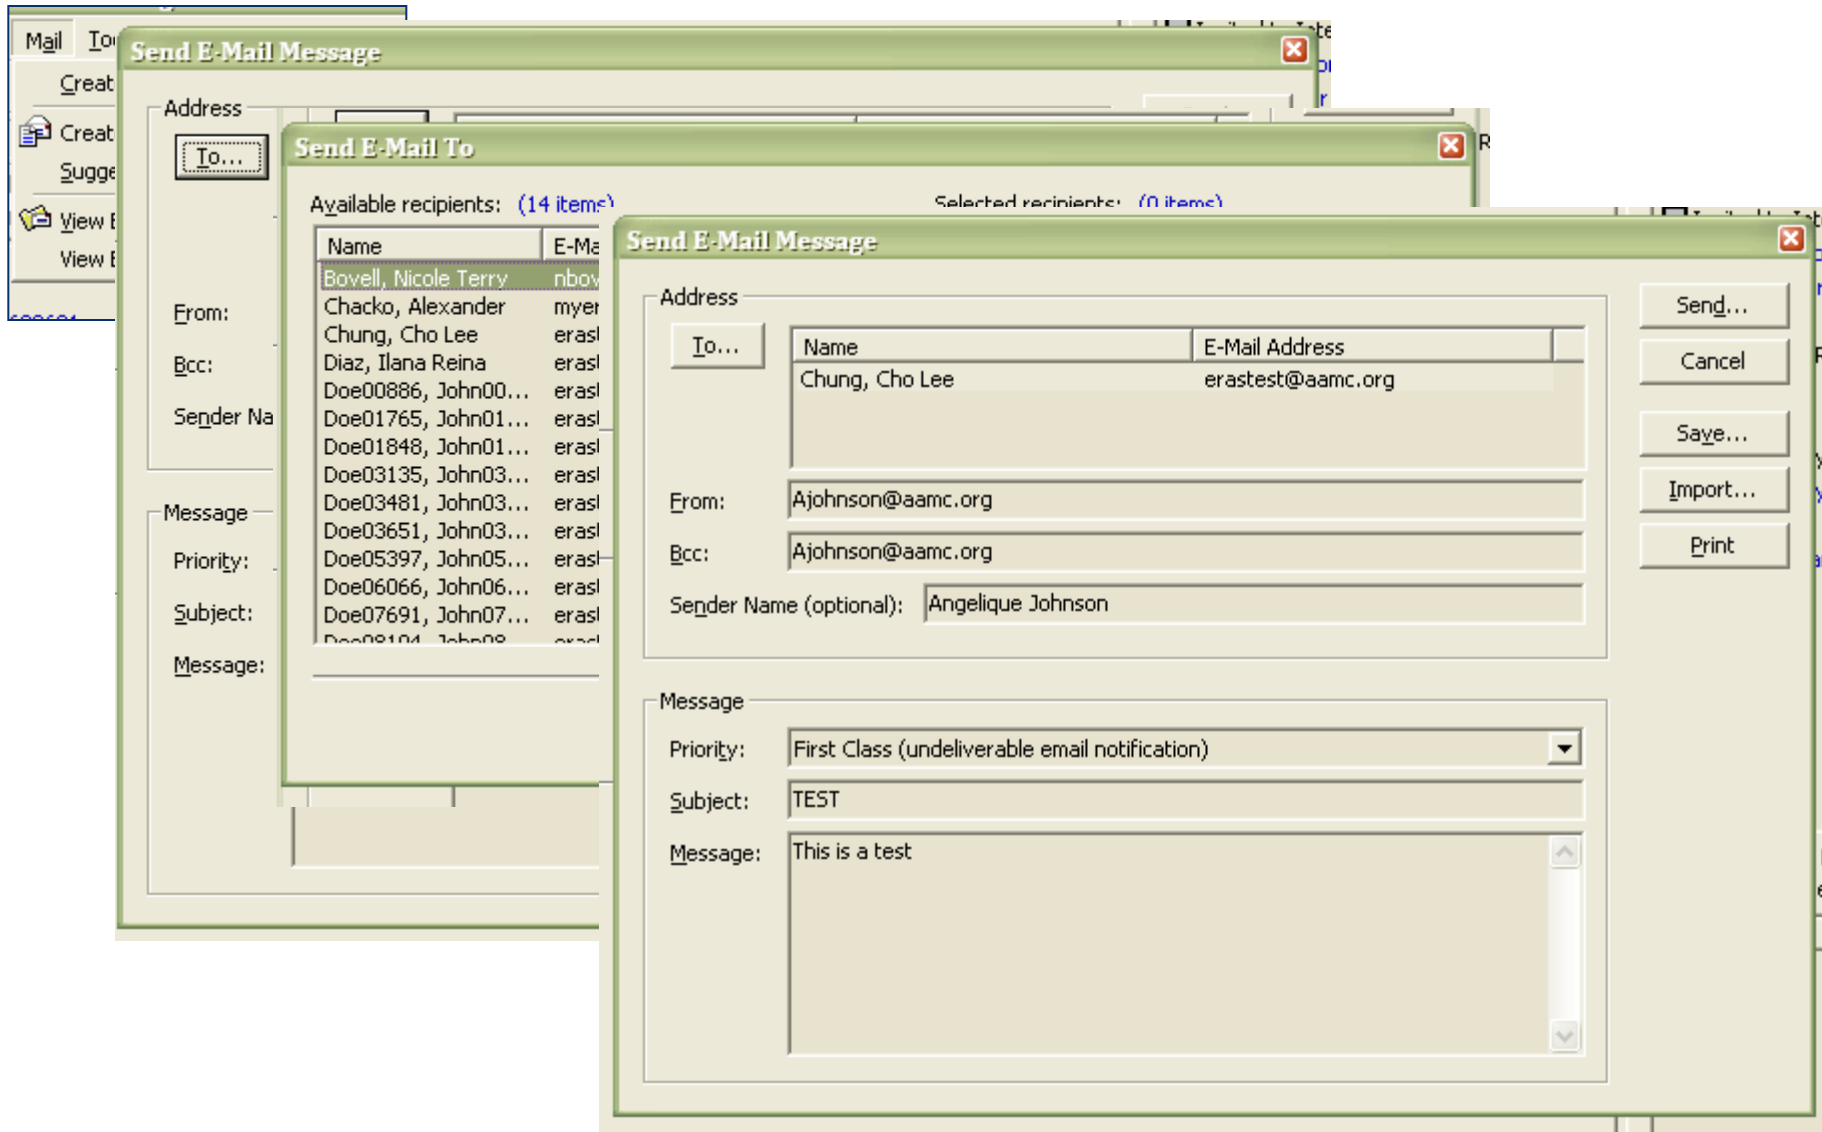 Mail
Send E-Mail Message
Address
To...
From:
Bcc:
Message
Priority:
Subject:
Message:
Send E-Mail To
Available recipients: (14 items)
Selected recipients: (0 items)
Name
Bovell, Nicole Terry
Chacko, Alexander
Chung, Cho Lee
Diaz, Ilana Reina
Doe00886, John00...
Doe01765, John01...
Doe01848, John01...
Doe03135, John03...
Doe03481, John03...
Doe03651, John03...
Doe05397, John05...
Doe06066, John06...
Doe07691, John07...
Send E-Mail Message
Address
To...
Name E-Mail Address
Chung, Cho Lee erastest@aamc.org
From: Ajohnson@aamc.org
Bcc: Ajohnson@aamc.org
Sender Name (optional): Angelique Johnson
Message
Priority: First Class (undeliverable email notification)
Subject: TEST
Message: This is a test
Send...
Cancel
Save...
Import...
Print